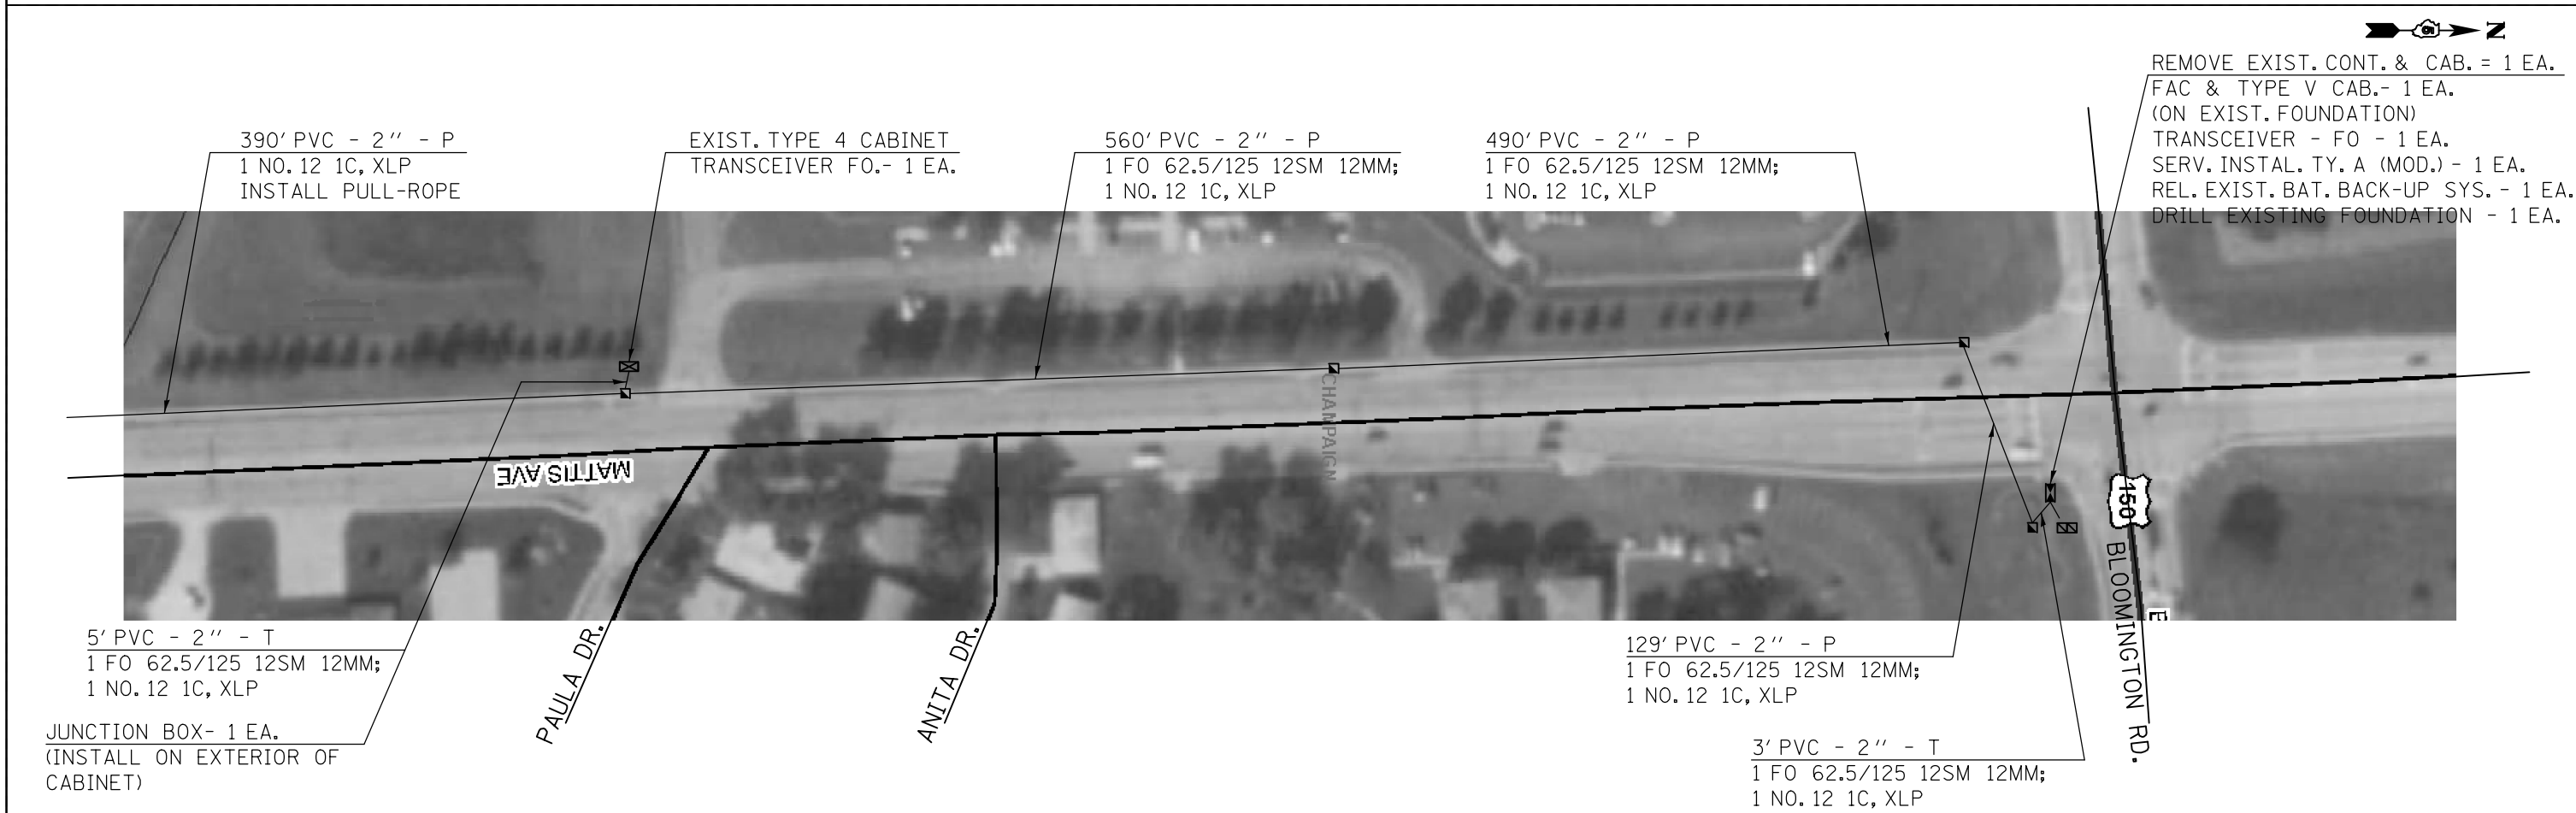 N
REMOVE EXIST. CONT. & CAB. = 1 EA.
FAC & TYPE V CAB.- 1 EA.
(ON EXIST. FOUNDATION)
TRANSCEIVER - FO - 1 EA.
SERV. INSTAL. TY. A (MOD.) - 1 EA.
REL. EXIST. BAT. BACK-UP SYS. - 1 EA.
DRILL EXISTING FOUNDATION - 1 EA.
390' PVC - 2" - P
1 NO. 12 1C, XLP
INSTALL PULL-ROPE
EXIST. TYPE 4 CABINET
TRANSCEIVER FO.- 1 EA.
560' PVC - 2" - P
1 FO 62.5/125 12SM 12MM;
1 NO. 12 1C, XLP
490' PVC - 2" - P
1 FO 62.5/125 12SM 12MM;
1 NO. 12 1C, XLP
CHAMPAIGN
MATTIS AVE
150
BLOOMINGTON RD.
E
PAULA DR.
ANITA DR.
5' PVC - 2" - T
1 FO 62.5/125 12SM 12MM;
1 NO. 12 1C, XLP
JUNCTION BOX- 1 EA.
(INSTALL ON EXTERIOR OF
CABINET)
129' PVC - 2" - P
1 FO 62.5/125 12SM 12MM;
1 NO. 12 1C, XLP
3' PVC - 2" - T
1 FO 62.5/125 12SM 12MM;
1 NO. 12 1C, XLP